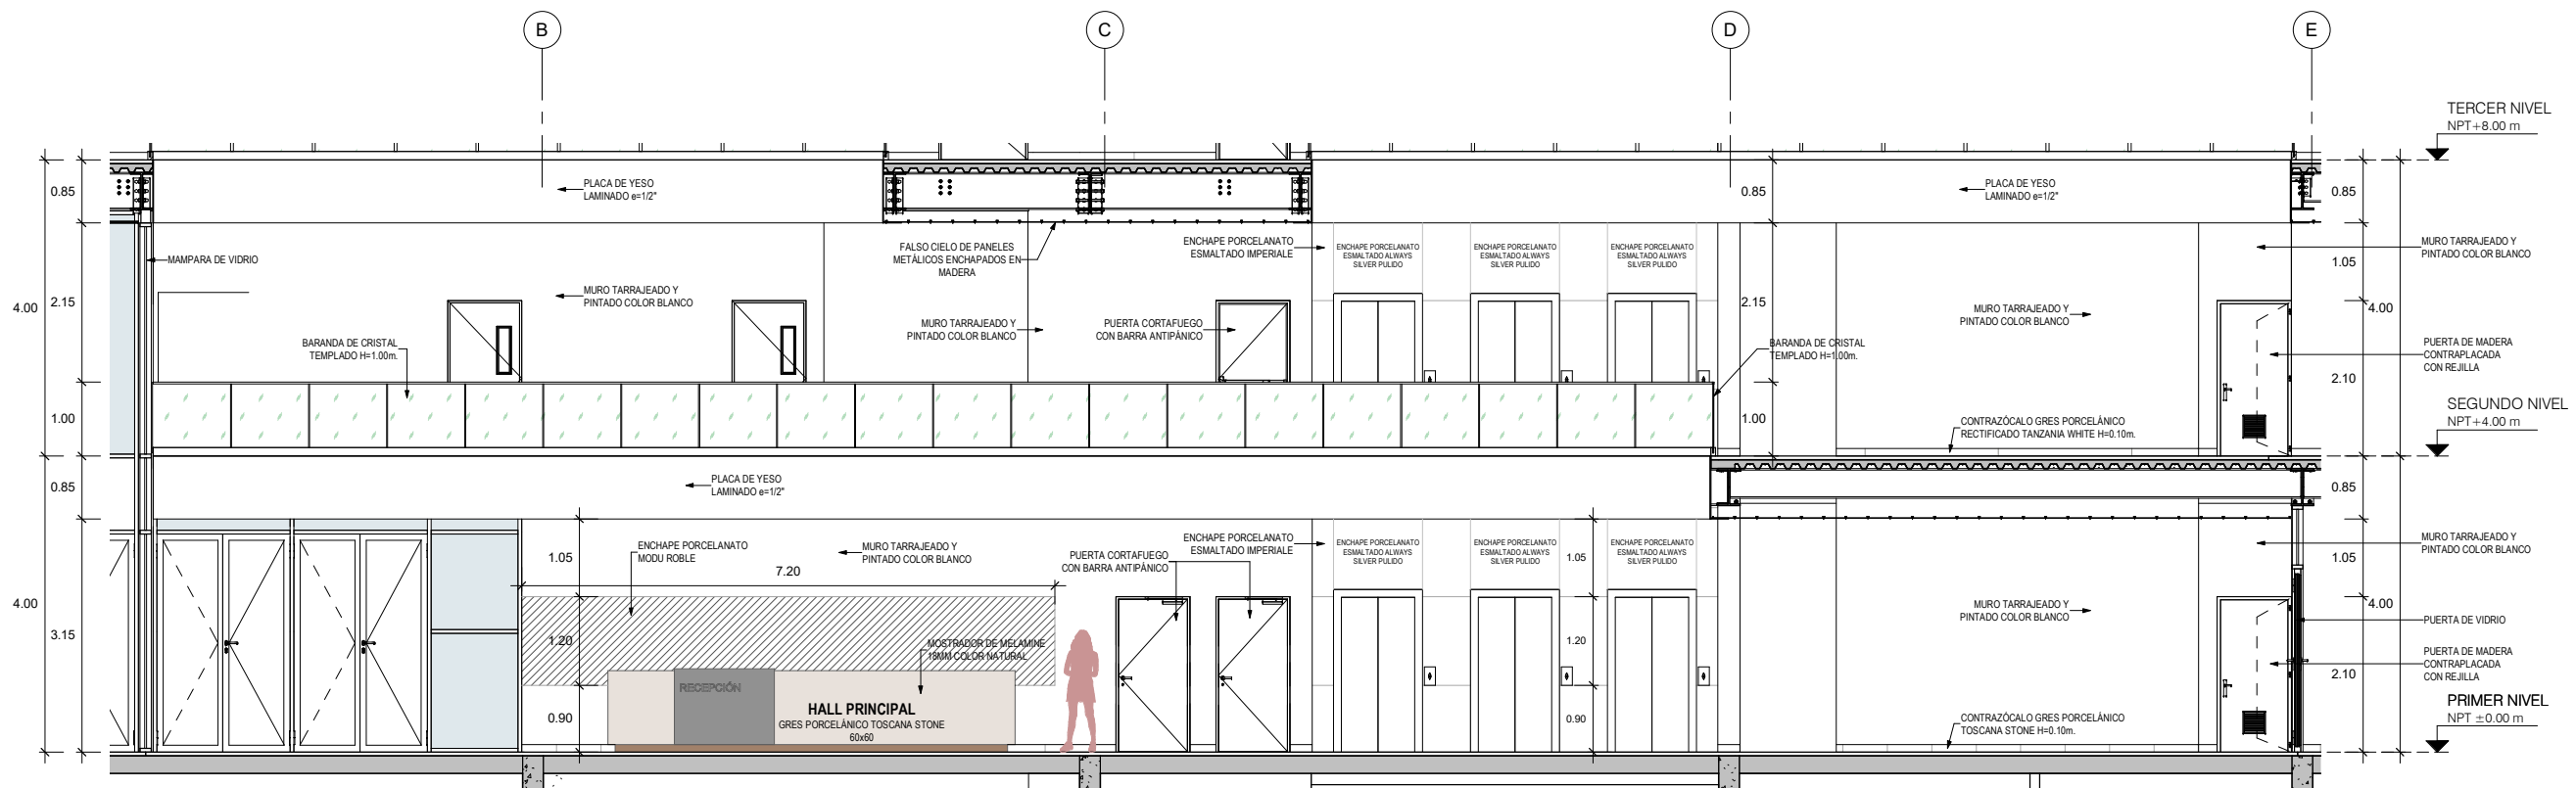 B
C
D
E
TERCER NIVEL
NPT+8.00 m
0.85
PLACA DE YESO
LAMINADO e=1/2"
0.85
PLACA DE YESO
LAMINADO e=1/2"
0.85
MAMPARA DE VIDRIO
FALSO CIELO DE PANELES
METÁLICOS ENCHAPADOS EN
MADERA
ENCHAPE PORCELANATO
ESMALTADO IMPERIALE
ENCHAPE PORCELANATO
ESMALTADO ALWAYS
SILVER PULIDO
ENCHAPE PORCELANATO
ESMALTADO ALWAYS
SILVER PULIDO
ENCHAPE PORCELANATO
ESMALTADO ALWAYS
SILVER PULIDO
MURO TARRAJEADO Y
PINTADO COLOR BLANCO
1.05
4.00
2.15
MURO TARRAJEADO Y
PINTADO COLOR BLANCO
MURO TARRAJEADO Y
PINTADO COLOR BLANCO
PUERTA CORTAFUEGO
CON BARRA ANTIPÁNICO
2.15
MURO TARRAJEADO Y
PINTADO COLOR BLANCO
4.00
BARANDA DE CRISTAL
TEMPLADO H=1.00m.
BARANDA DE CRISTAL
TEMPLADO H=1.00m.
PUERTA DE MADERA
CONTRAPLACADA
CON REJILLA
2.10
1.00
1.00
CONTRAZÓCALO GRES PORCELÁNICO
RECTIFICADO TANZANIA WHITE H=0.10m.
SEGUNDO NIVEL
NPT+4.00 m
0.85
PLACA DE YESO
LAMINADO e=1/2"
0.85
1.05
ENCHAPE PORCELANATO
MODU ROBLE
7.20
MURO TARRAJEADO Y
PINTADO COLOR BLANCO
PUERTA CORTAFUEGO
CON BARRA ANTIPÁNICO
ENCHAPE PORCELANATO
ESMALTADO IMPERIALE
ENCHAPE PORCELANATO
ESMALTADO ALWAYS
SILVER PULIDO
ENCHAPE PORCELANATO
ESMALTADO ALWAYS
SILVER PULIDO
1.05
ENCHAPE PORCELANATO
ESMALTADO ALWAYS
SILVER PULIDO
MURO TARRAJEADO Y
PINTADO COLOR BLANCO
1.05
4.00
3.15
1.20
MOSTRADOR DE MELAMINE
18MM COLOR NATURAL
1.20
MURO TARRAJEADO Y
PINTADO COLOR BLANCO
4.00
PUERTA DE VIDRIO
PUERTA DE MADERA
CONTRAPLACADA
CON REJILLA
2.10
RECEPCIÓN
0.90
HALL PRINCIPAL
GRES PORCELÁNICO TOSCANA STONE
60x60
0.90
CONTRAZÓCALO GRES PORCELÁNICO
TOSCANA STONE H=0.10m.
PRIMER NIVEL
NPT ±0.00 m